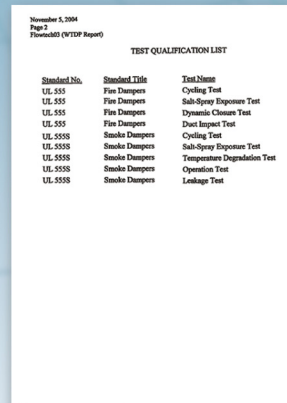 November 5, 2004
Page 2
Flowtech03 (WTDP Report)
TEST QUALIFICATION LIST
Standard No. Standard Title Test Name
UL 555 Fire Dampers Cycling Test
UL 555 Fire Dampers Salt-Spray Exposure Test
UL 555 Fire Dampers Dynamic Closure Test
UL 555 Fire Dampers Duct Impact Test
UL 555S Smoke Dampers Cycling Test
UL 555S Smoke Dampers Salt-Spray Exposure Test
UL 555S Smoke Dampers Temperature Degradation Test
UL 555S Smoke Dampers Operation Test
UL 555S Smoke Dampers Leakage Test